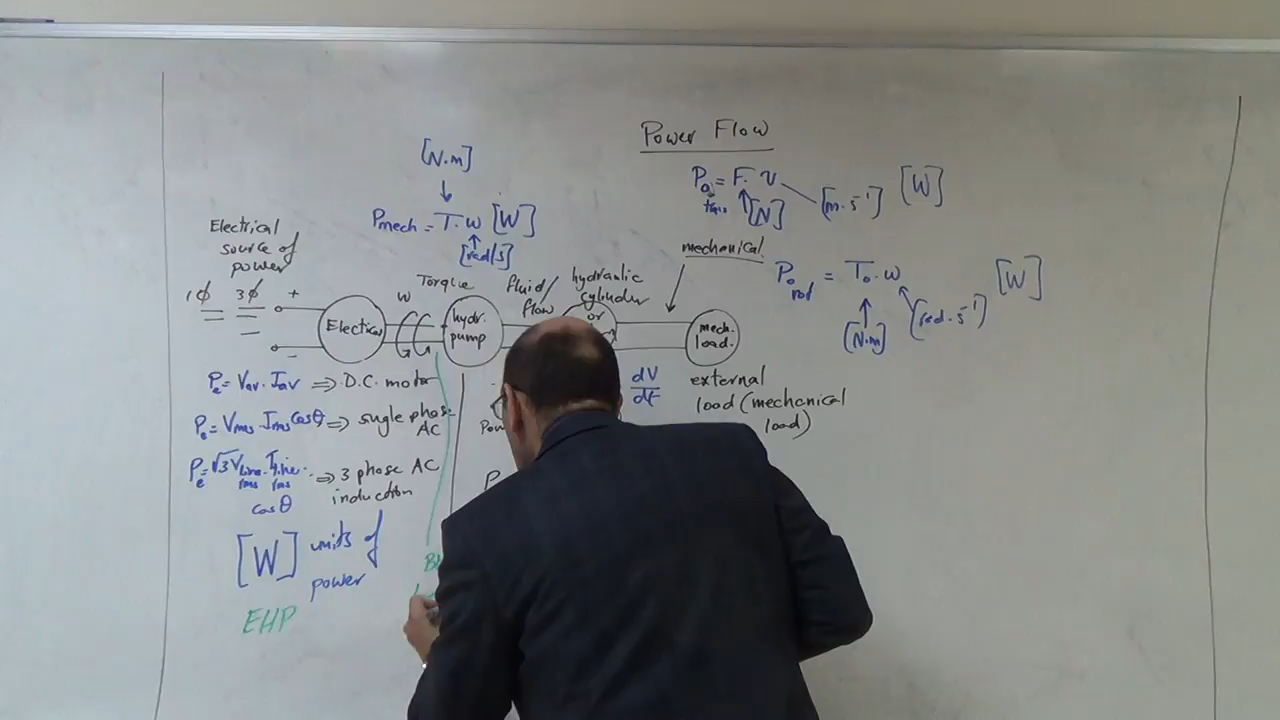 Power Flow
[N.m]
Pmech = T.w [W]
[rad/s]
Po = F. v [m.s⁻¹] [W]
trans [N]
Electrical
source of
power
1ϕ 3ϕ +
−
Electrical
w
Torque
hydr.
pump
fluid/
flow
hydraulic
cylinder
or
mechanical
mech.
load.
Po = To.w [W]
rod
[N.m] [rad.s⁻¹]
Pe = Vav. Iav ⇒ D.C. motor
Pe = Vrms. Irms cosθ ⇒ single phase
AC
Pe = √3 Vline. Iline. ⇒ 3 phase AC
rms rms
cosθ
induction
[W] units of
power
EHP
dV
dt
external
load (mechanical
load)